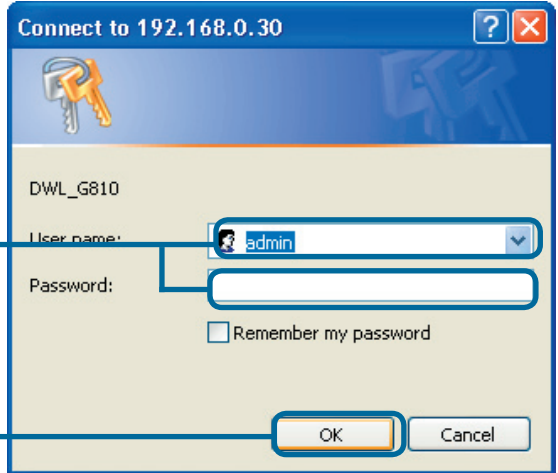 Connect to 192.168.0.30
DWL_G810
User name:
admin
Password:
Remember my password
OK
Cancel